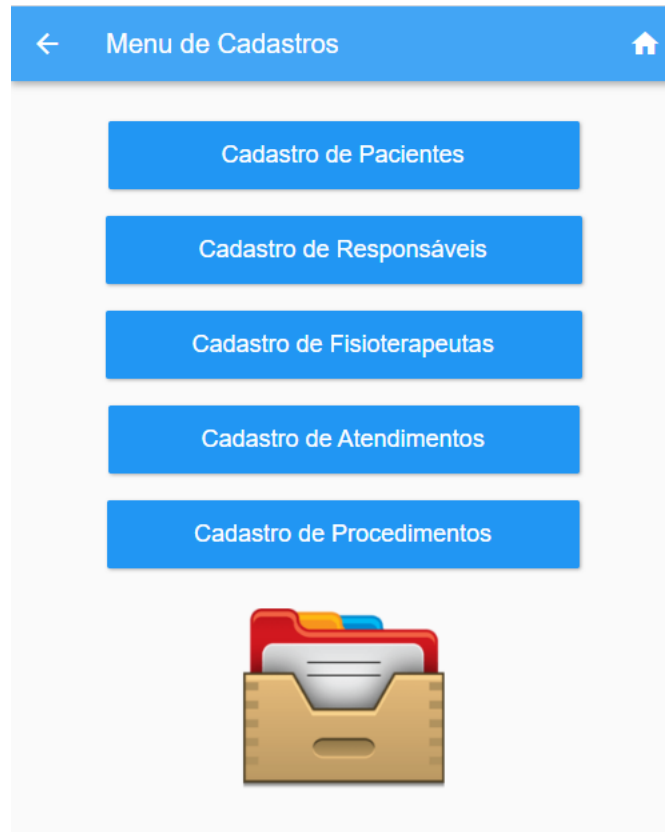 Menu de Cadastros
Cadastro de Pacientes
Cadastro de Responsáveis
Cadastro de Fisioterapeutas
Cadastro de Atendimentos
Cadastro de Procedimentos